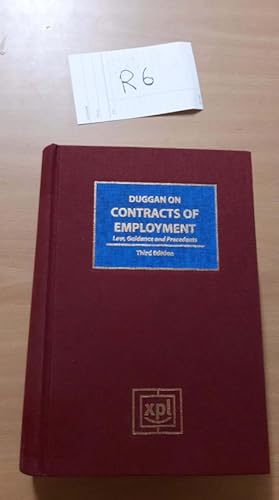 R6
DUGGAN ON
CONTRACTS OF
EMPLOYMENT
Law, Guidance and Precedents
Third Edition
xpl